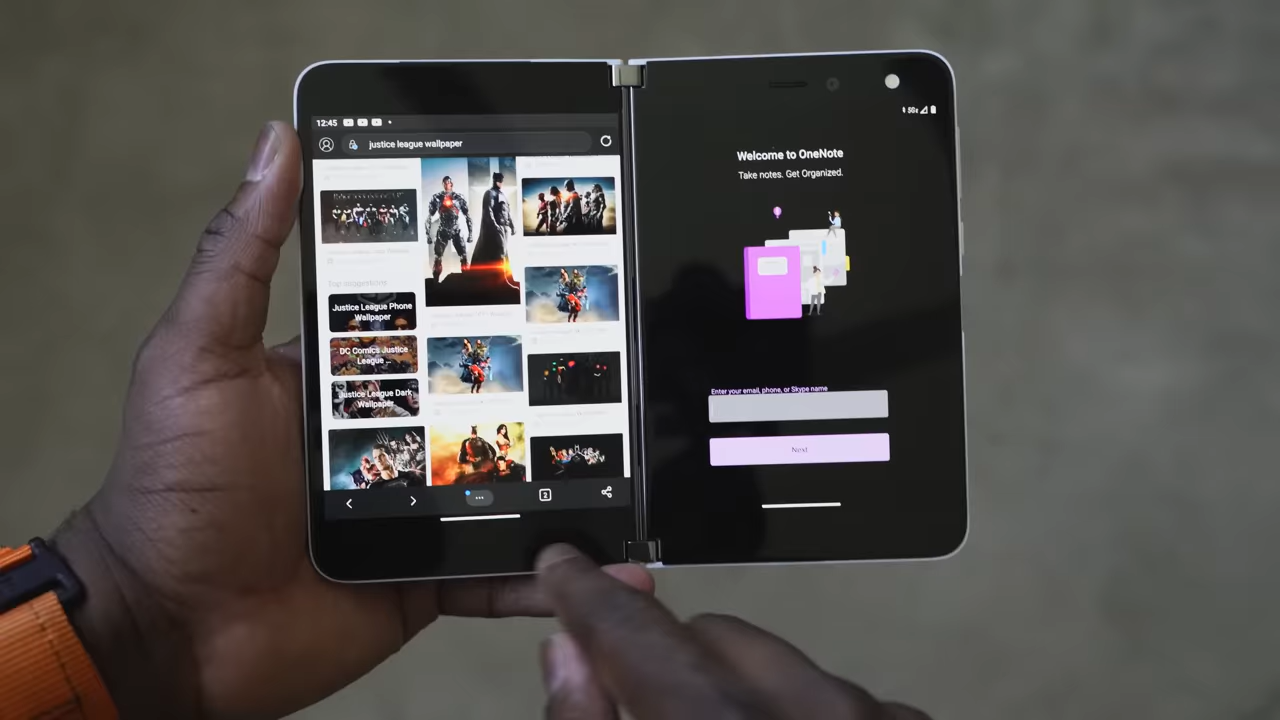 12:45
justice league wallpaper
Top suggestions
Justice League Phone
Wallpaper
DC Comics Justice
League ...
Justice League Dark
Wallpaper
2
Welcome to OneNote
Take notes. Get Organized.
Enter your email, phone, or Skype name
Next